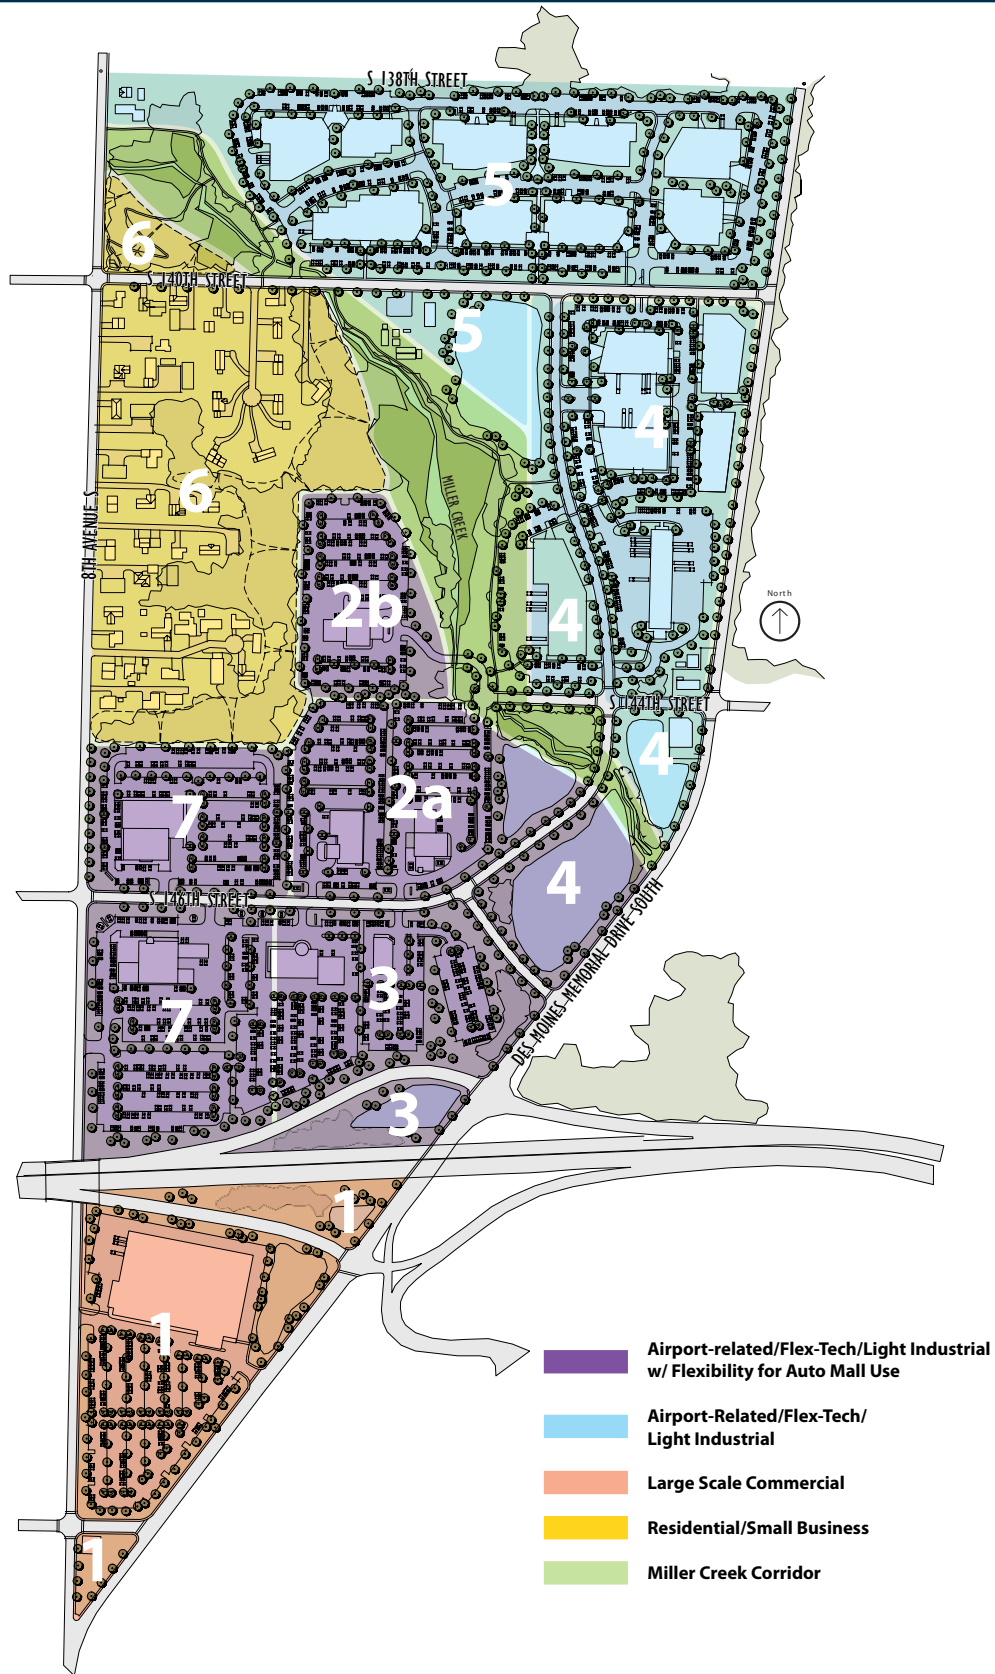 S 138TH STREET
5
6
S 140TH STREET
5
4
6
MILLER CREEK
8TH AVENUE S
2b
4
North
S 144TH STREET
4
2a
7
4
S 146TH STREET
3
7
DES MOINES MEMORIAL DRIVE SOUTH
3
1
1
1
Airport-related/Flex-Tech/Light Industrial
w/ Flexibility for Auto Mall Use
Airport-Related/Flex-Tech/
Light Industrial
Large Scale Commercial
Residential/Small Business
Miller Creek Corridor